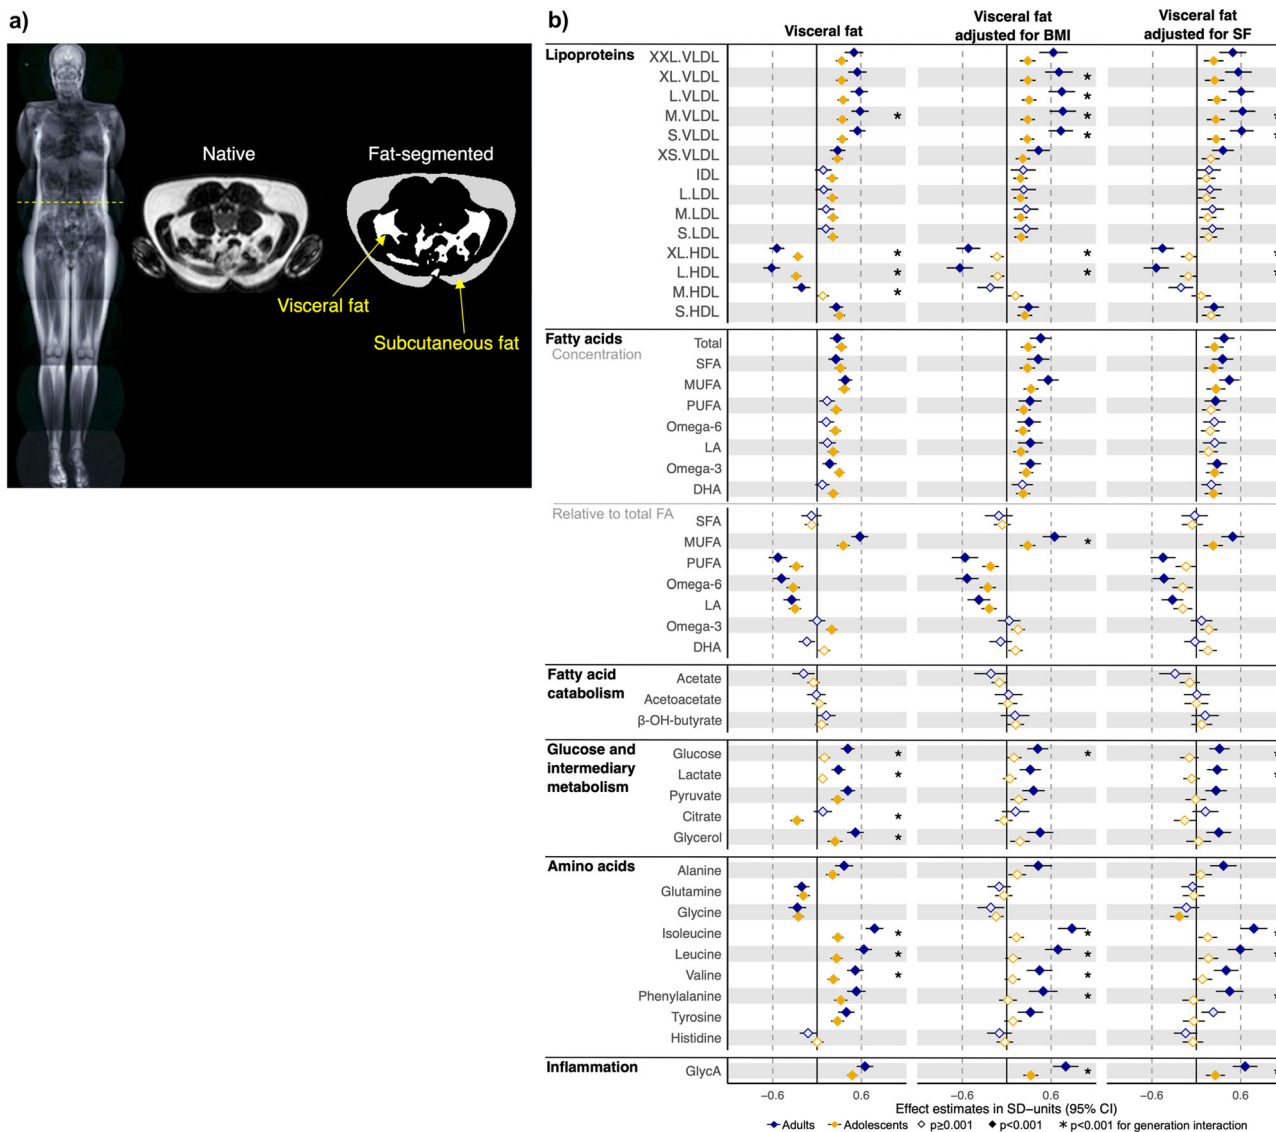 a)
Native
Fat-segmented
Visceral fat
Subcutaneous fat
b)
Visceral fat
Visceral fat
adjusted for BMI
Visceral fat
adjusted for SF
Lipoproteins
XXL.VLDL
XL.VLDL
*
L.VLDL
*
M.VLDL
* * *
S.VLDL
* *
XS.VLDL
IDL
L.LDL
M.LDL
S.LDL
XL.HDL
* * *
L.HDL
* * *
M.HDL
*
S.HDL
Fatty acids
Concentration
Total
SFA
MUFA
PUFA
Omega-6
LA
Omega-3
DHA
Relative to total FA
SFA
MUFA
*
PUFA
Omega-6
LA
Omega-3
DHA
Fatty acid
catabolism
Acetate
Acetoacetate
β-OH-butyrate
Glucose and
intermediary
metabolism
Glucose
* * *
Lactate
* *
Pyruvate
Citrate
*
Glycerol
*
Amino acids
Alanine
Glutamine
Glycine
Isoleucine
* * *
Leucine
* * *
Valine
* *
Phenylalanine
* *
Tyrosine
Histidine
Inflammation
GlycA
* *
−0.6 0.6 −0.6 0.6 −0.6 0.6
Effect estimates in SD-units (95% CI)
Adults Adolescents p≥0.001 p<0.001 * p<0.001 for generation interaction